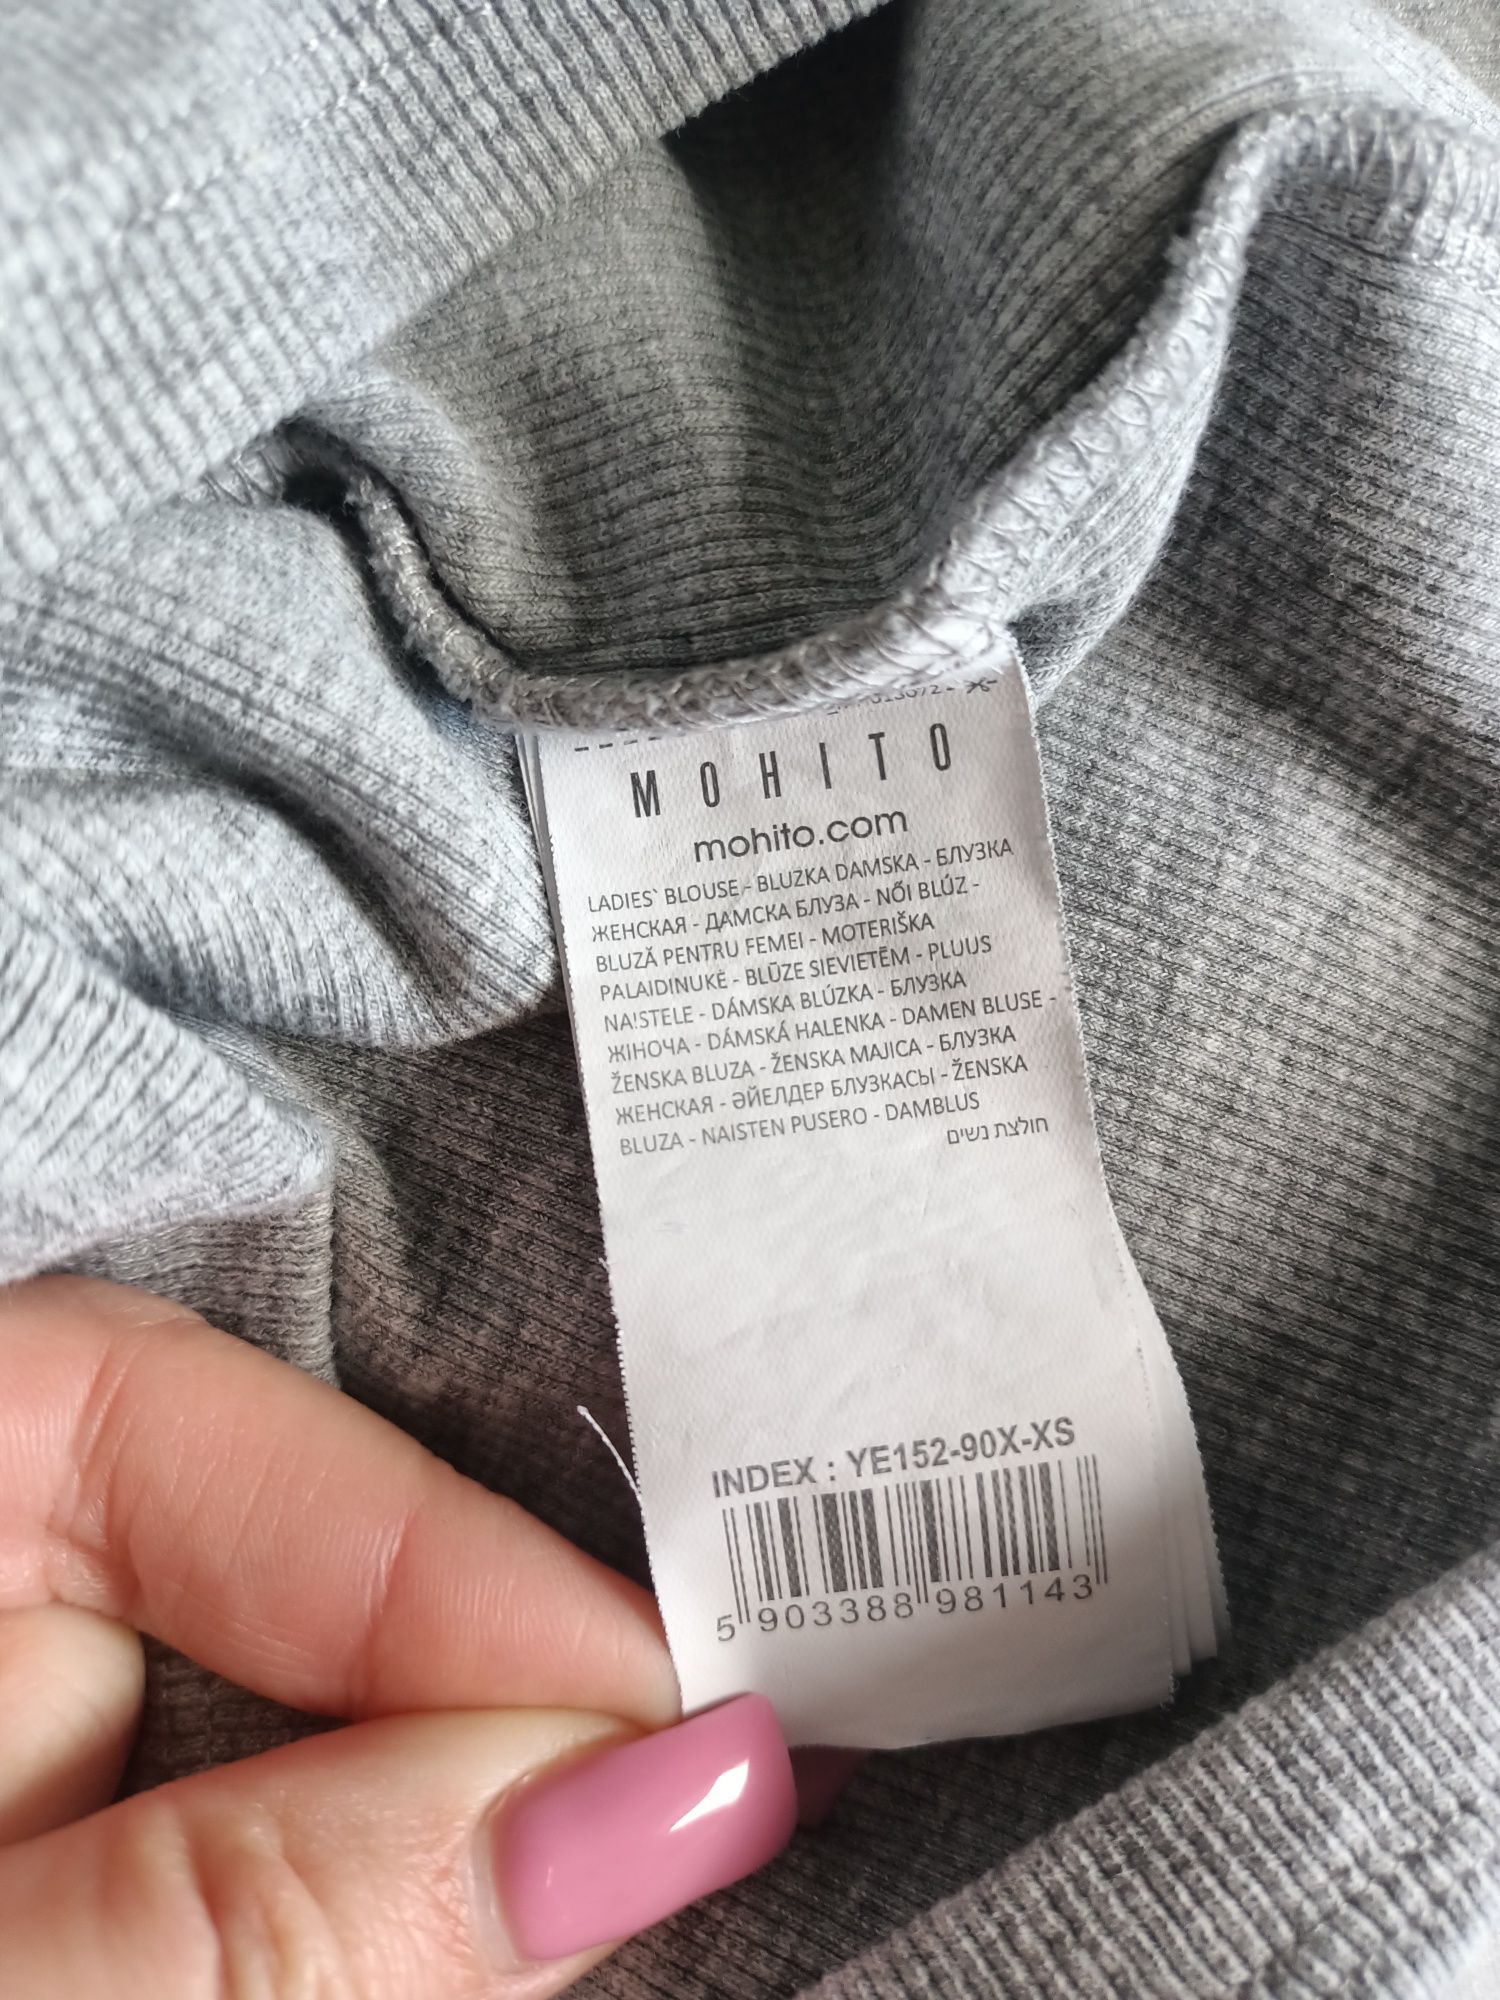 MOHITO
mohito.com
LADIES` BLOUSE - BLUZKA DAMSKA - БЛУЗКА
ЖЕНСКАЯ - ДАМСКА БЛУЗА - NŐI BLÚZ -
BLUZĂ PENTRU FEMEI - MOTERIŠKA
PALAIDINUKĖ - BLŪZE SIEVIETĒM - PLUUS
NA!STELE - DÁMSKA BLÚZKA - БЛУЗКА
ЖІНОЧА - DÁMSKÁ HALENKA - DAMEN BLUSE -
ŽENSKA BLUZA - ŽENSKA MAJICA - БЛУЗКА
ЖЕНСКАЯ - ӘЙЕЛДЕР БЛУЗКАСЫ - ŽENSKA
BLUZA - NAISTEN PUSERO - DAMBLUS
חולצת נשים
INDEX : YE152-90X-XS
5 903388 981143